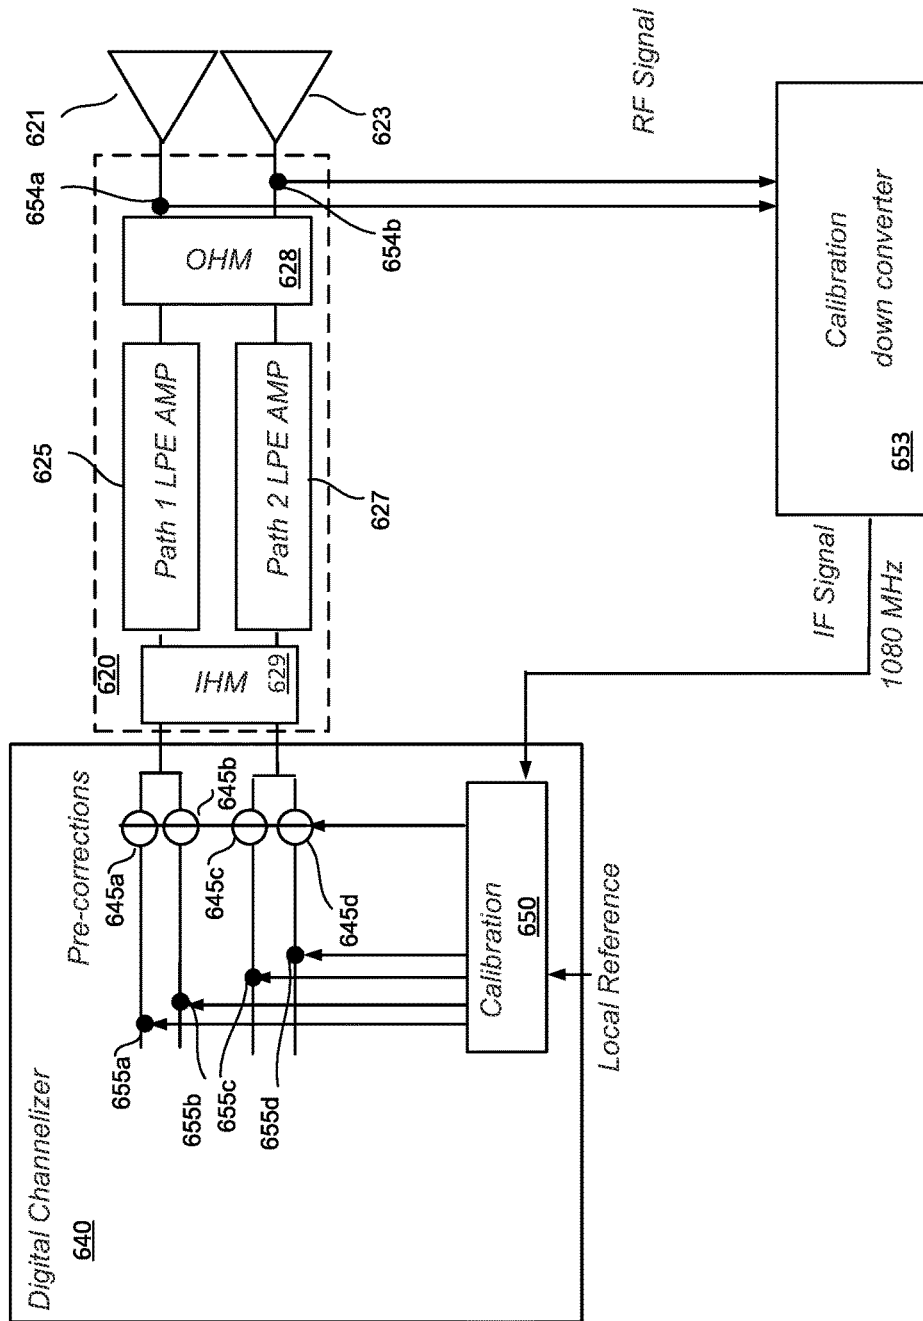 Digital Channelizer
640
Pre-corrections
645a
645b
645c
645d
655a
655b
655c
655d
Calibration
650
Local Reference
620
IHM
629
625
Path 1 LPE AMP
Path 2 LPE AMP
627
OHM
628
654a
654b
621
623
RF Signal
IF Signal
1080 MHz
Calibration
down converter
653